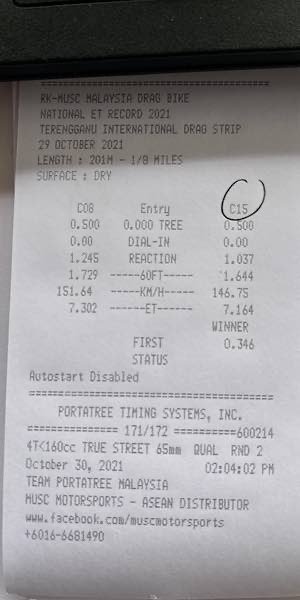 RK-MUSC MALAYSIA DRAG BIKE
NATIONAL ET RECORD 2021
TERENGGANU INTERNATIONAL DRAG STRIP
29 OCTOBER 2021
LENGTH : 201M - 1/8 MILES
SURFACE : DRY
C08 Entry C15
0.500 0.000 TREE 0.500
0.00 DIAL-IN 0.00
1.245 REACTION 1.037
1.729 ------60FT----- 1.644
151.64 -----KM/H----- 146.75
7.302 ------ET------ 7.164
WINNER
FIRST 0.346
STATUS
Autostart Disabled
PORTATREE TIMING SYSTEMS, INC.
=============== 171/172 ==========600214
4T<160cc TRUE STREET 65mm QUAL RND 2
October 30, 2021 02:04:02 PM
TEAM PORTATREE MALAYSIA
MUSC MOTORSPORTS - ASEAN DISTRIBUTOR
www.facebook.com/muscmotorsports
+6016-6681490